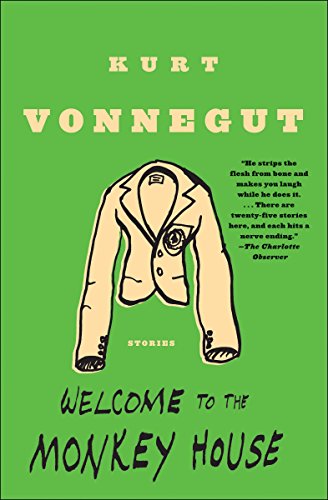 KURT
VONNEGUT
"He strips the
flesh from bone and
makes you laugh
while he does it.
. . . There are
twenty-five stories
here, and each hits a
nerve ending."
—The Charlotte
Observer
STORIES
WELCOME TO THE
MONKEY HOUSE